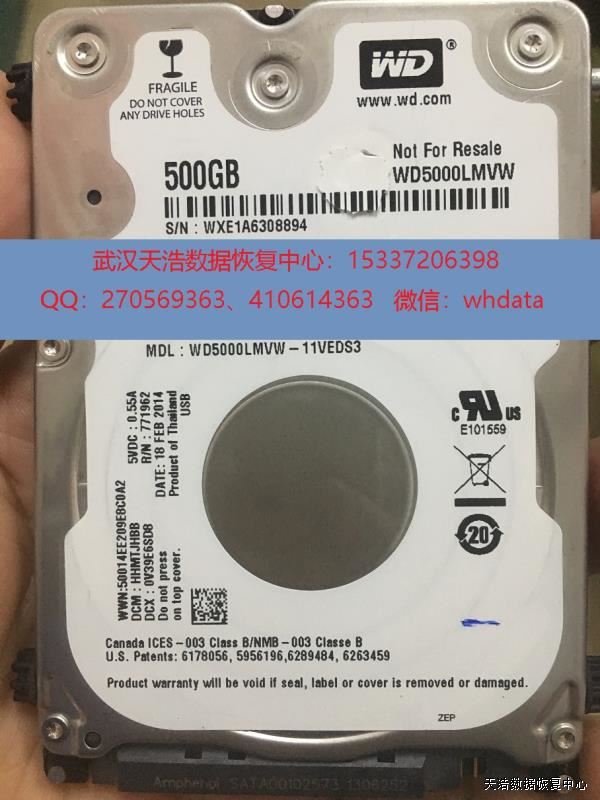 FRAGILE
DO NOT COVER
ANY DRIVE HOLES
WD®
www.wd.com
Not For Resale
500GB
WD5000LMVW
S/N : WXE1A6308894
武汉天浩数据恢复中心：15337206398
QQ：270569363、410614363 微信：whdata
MDL : WD5000LMVW – 11VEDS3
5VDC : 0.55A
R/N : 771962
DATE: 18 FEB 2014
Product of Thailand
USB
WWN:50014EE209E8C0A2
DCM : HHMTJHBB
DCX : 0V39E6SD8
Do not press
on top cover.
c RU US
E101559
20
Canada ICES – 003 Class B/NMB – 003 Classe B
U.S. Patents: 6178056, 5956196,6289484, 6263459
Product warranty will be void if seal, label or cover is removed or damaged.
ZEP
Amphenol SATA00102573 1306252
天浩数据恢复中心